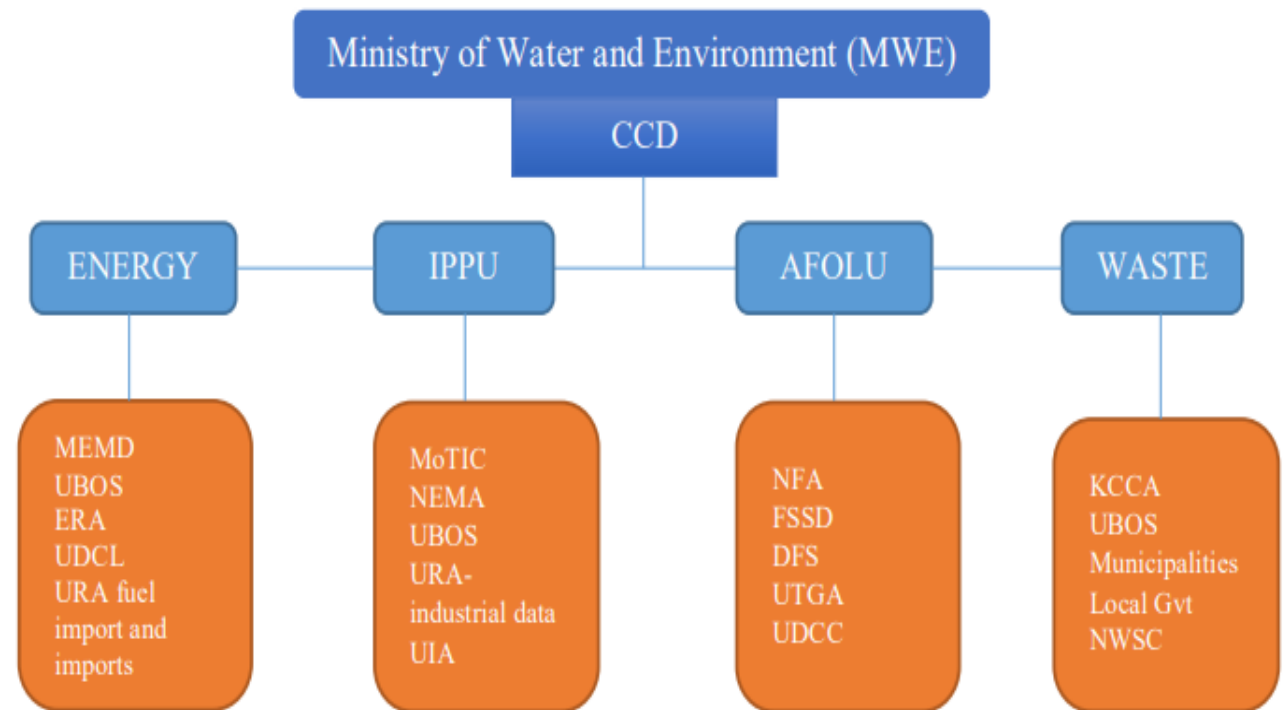 Ministry of Water and Environment (MWE)
CCD
ENERGY
IPPU
AFOLU
WASTE
MEMD
UBOS
ERA
UDCL
URA fuel
import and
imports
MoTIC
NEMA
UBOS
URA-
industrial data
UIA
NFA
FSSD
DFS
UTGA
UDCC
KCCA
UBOS
Municipalities
Local Gvt
NWSC